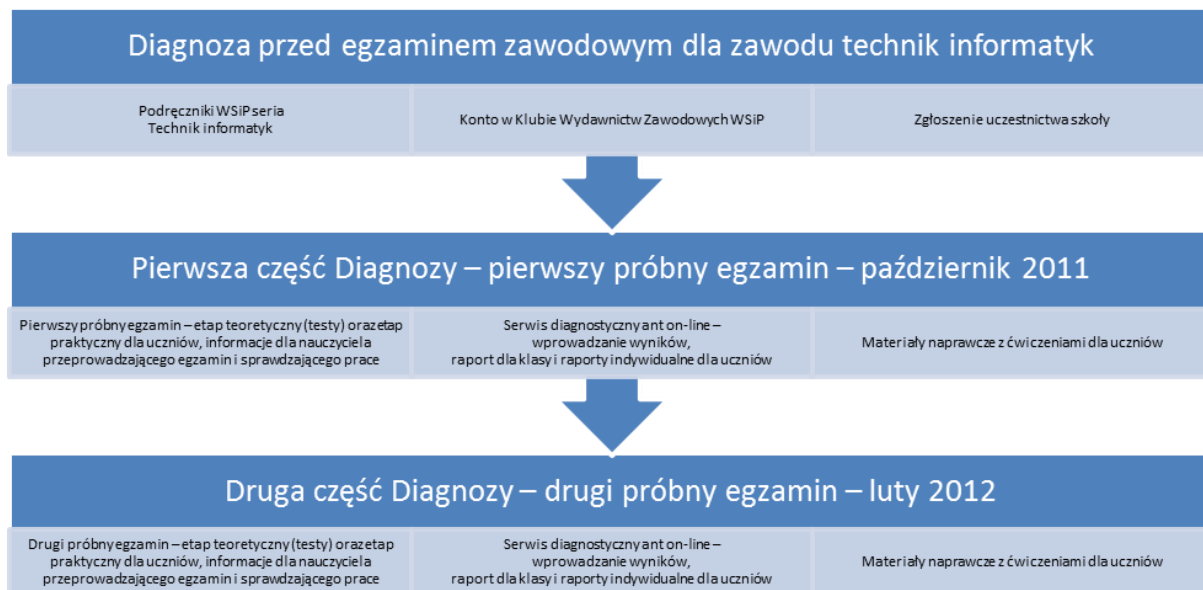 Diagnoza przed egzaminem zawodowym dla zawodu technik informatyk
Podręczniki WSiP seria
Technik informatyk
Konto w Klubie Wydawnictw Zawodowych WSiP
Zgłoszenie uczestnictwa szkoły
Pierwsza część Diagnozy – pierwszy próbny egzamin – październik 2011
Pierwszy próbny egzamin – etap teoretyczny (testy) oraz etap
praktyczny dla uczniów, informacje dla nauczyciela
przeprowadzającego egzamin i sprawdzającego prace
Serwis diagnostyczny ant on-line –
wprowadzanie wyników,
raport dla klasy i raporty indywidualne dla uczniów
Materiały naprawcze z ćwiczeniami dla uczniów
Druga część Diagnozy – drugi próbny egzamin – luty 2012
Drugi próbny egzamin – etap teoretyczny (testy) oraz etap
praktyczny dla uczniów, informacje dla nauczyciela
przeprowadzającego egzamin i sprawdzającego prace
Serwis diagnostyczny ant on-line –
wprowadzanie wyników,
raport dla klasy i raporty indywidualne dla uczniów
Materiały naprawcze z ćwiczeniami dla uczniów